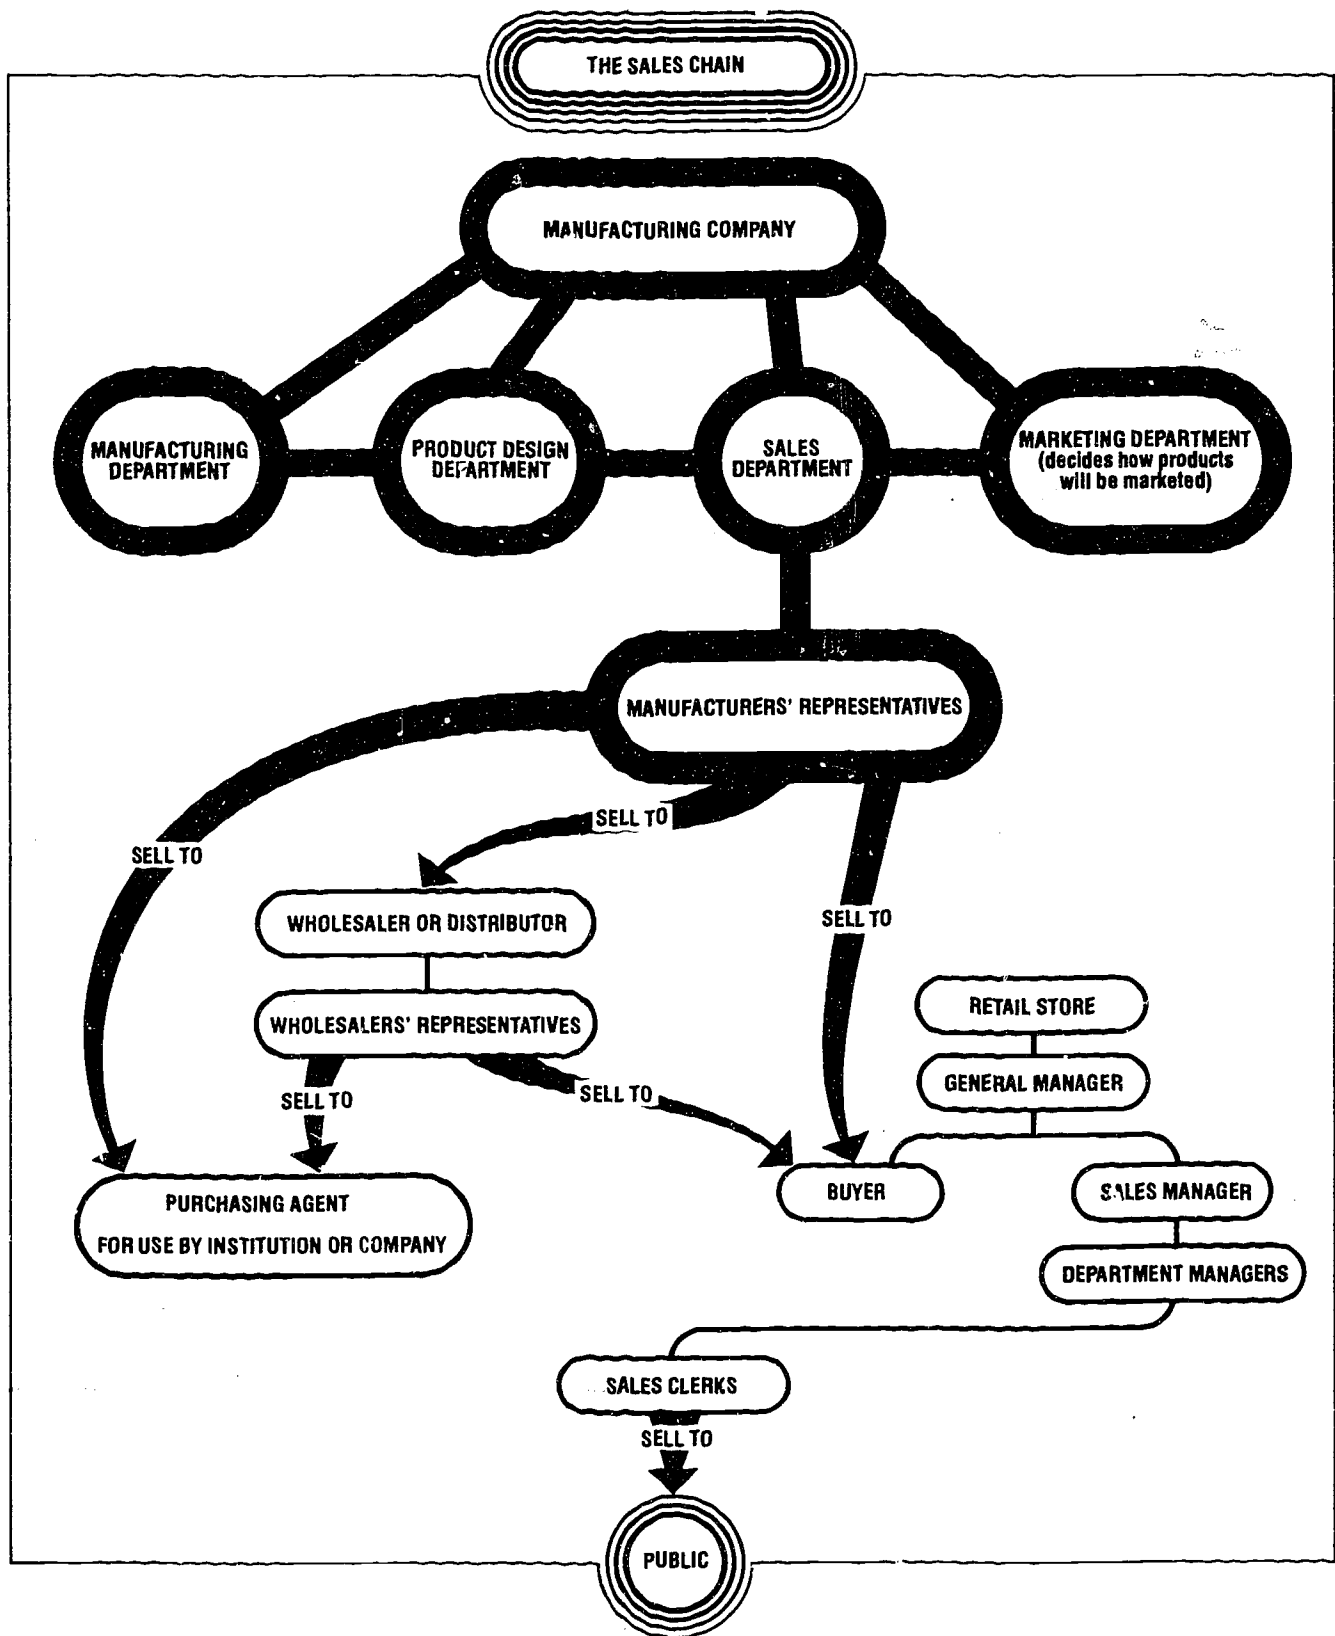 THE SALES CHAIN
MANUFACTURING COMPANY
MANUFACTURING
DEPARTMENT
PRODUCT DESIGN
DEPARTMENT
SALES
DEPARTMENT
MARKETING DEPARTMENT
(decides how products
will be marketed)
MANUFACTURERS' REPRESENTATIVES
SELL TO
SELL TO
SELL TO
WHOLESALER OR DISTRIBUTOR
WHOLESALERS' REPRESENTATIVES
RETAIL STORE
GENERAL MANAGER
SELL TO
SELL TO
PURCHASING AGENT
FOR USE BY INSTITUTION OR COMPANY
BUYER
SALES MANAGER
DEPARTMENT MANAGERS
SALES CLERKS
SELL TO
PUBLIC